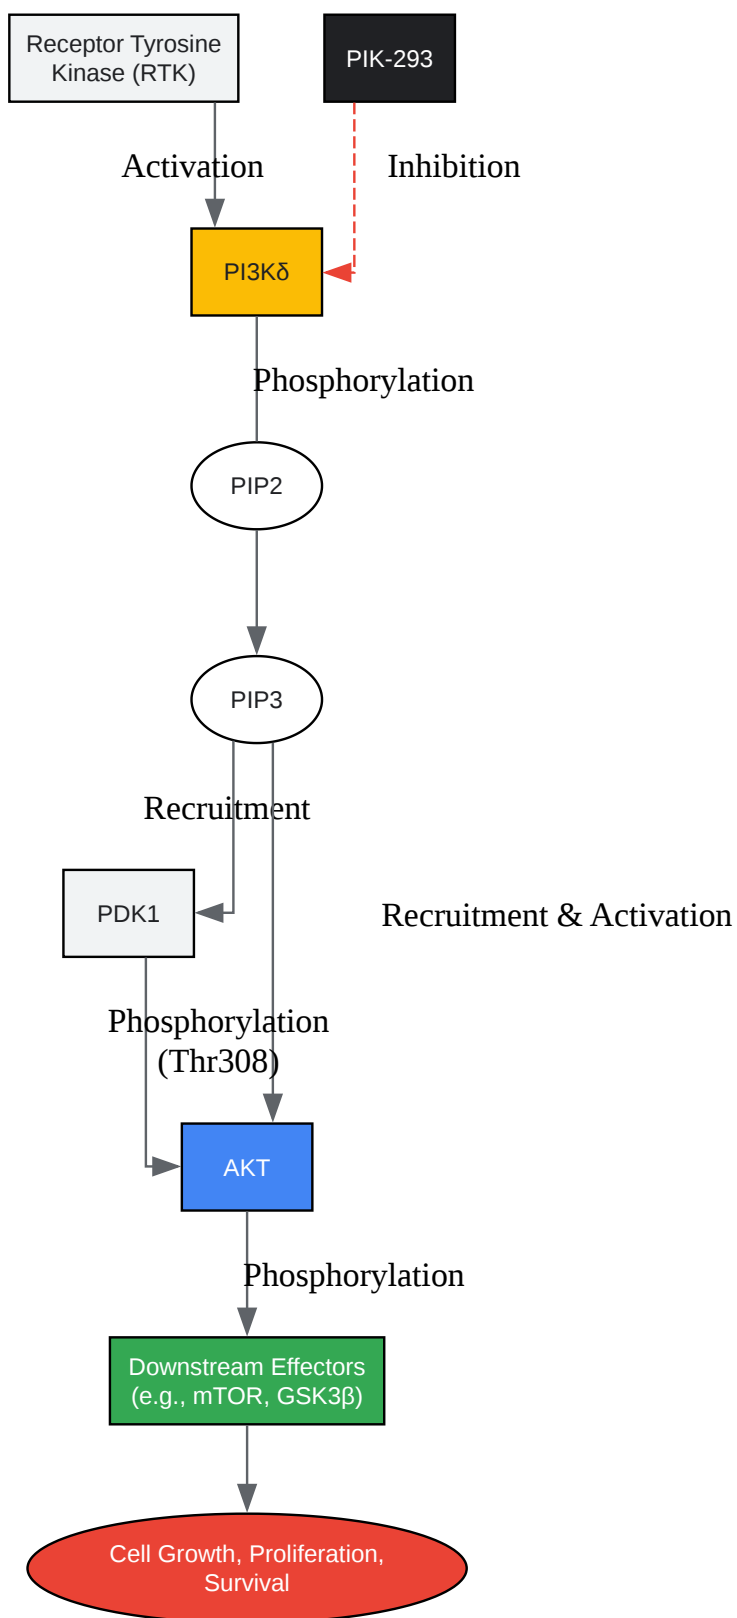 Receptor Tyrosine
Kinase (RTK)
PIK-293
Activation
Inhibition
PI3Kδ
Phosphorylation
PIP2
PIP3
Recruitment
PDK1
Recruitment & Activation
Phosphorylation
(Thr308)
AKT
Phosphorylation
Downstream Effectors
(e.g., mTOR, GSK3β)
Cell Growth, Proliferation,
Survival